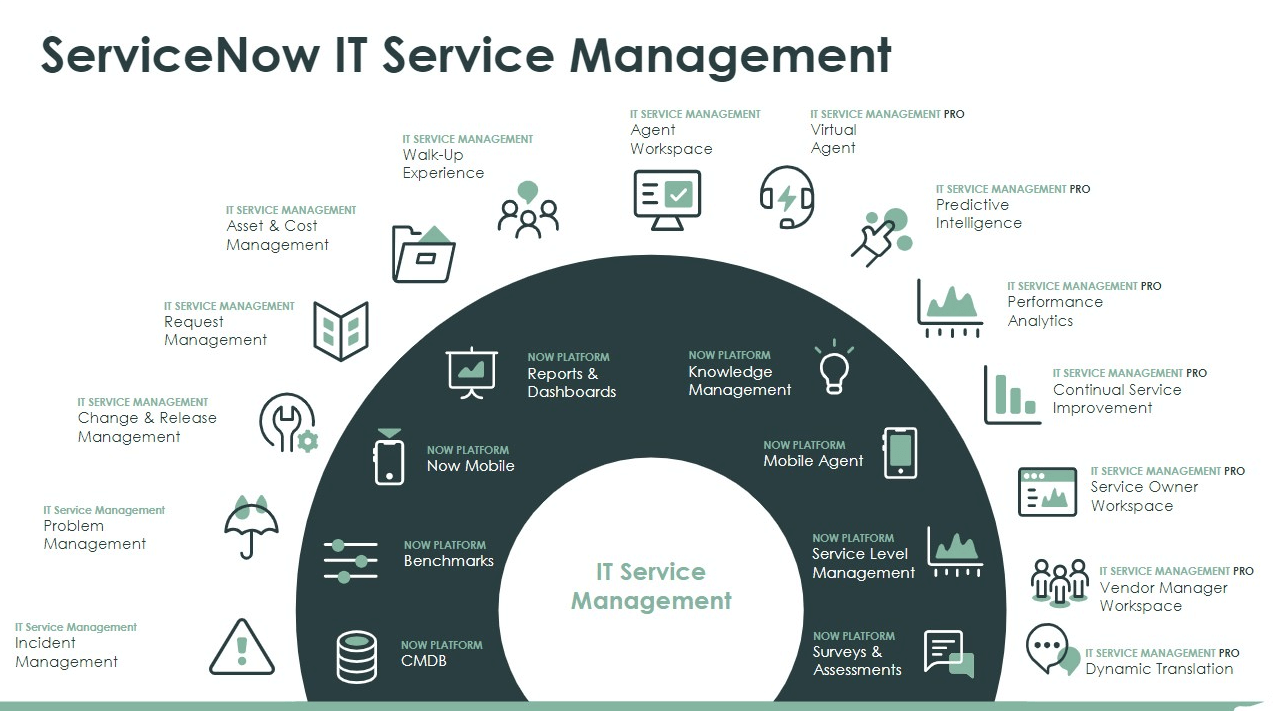 ServiceNow IT Service Management
IT SERVICE MANAGEMENT
Agent
Workspace
IT SERVICE MANAGEMENT PRO
Virtual
Agent
IT SERVICE MANAGEMENT
Walk-Up
Experience
IT SERVICE MANAGEMENT PRO
Predictive
Intelligence
IT SERVICE MANAGEMENT
Asset & Cost
Management
IT SERVICE MANAGEMENT PRO
Performance
Analytics
IT SERVICE MANAGEMENT
Request
Management
NOW PLATFORM
Reports &
Dashboards
NOW PLATFORM
Knowledge
Management
IT SERVICE MANAGEMENT PRO
Continual Service
Improvement
IT SERVICE MANAGEMENT
Change & Release
Management
NOW PLATFORM
Now Mobile
NOW PLATFORM
Mobile Agent
IT SERVICE MANAGEMENT PRO
Service Owner
Workspace
IT Service Management
Problem
Management
NOW PLATFORM
Benchmarks
NOW PLATFORM
Service Level
Management
IT Service
Management
IT SERVICE MANAGEMENT PRO
Vendor Manager
Workspace
IT Service Management
Incident
Management
NOW PLATFORM
CMDB
NOW PLATFORM
Surveys &
Assessments
IT SERVICE MANAGEMENT PRO
Dynamic Translation